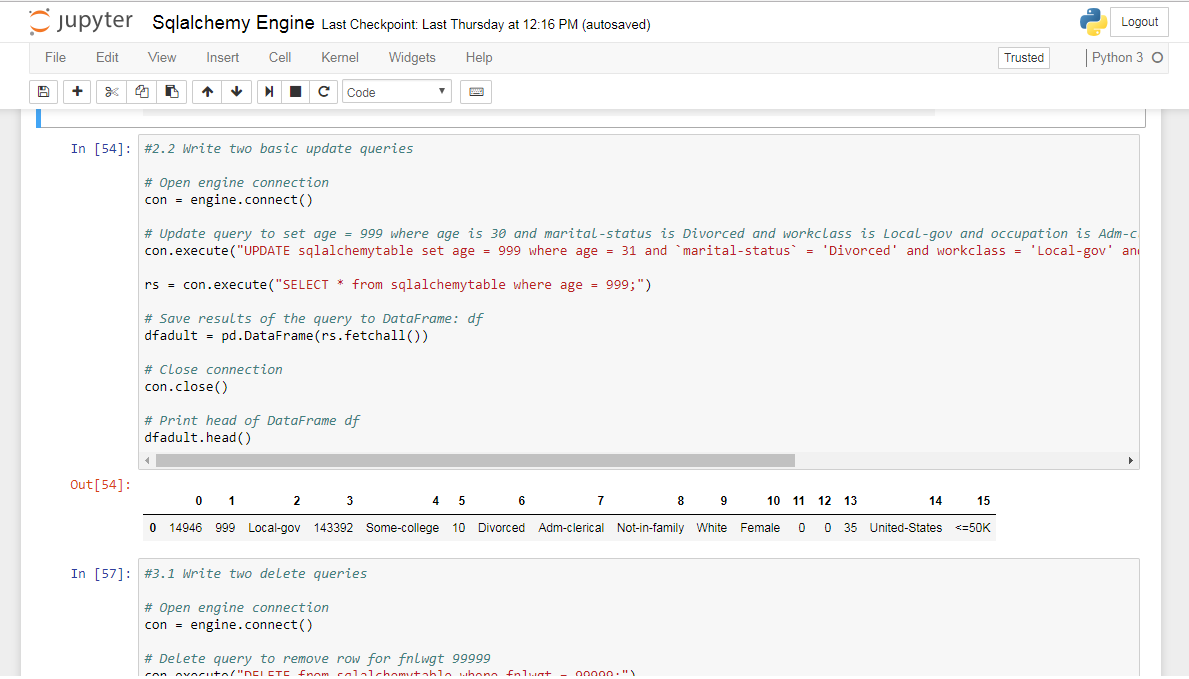 jupyter Sqlalchemy Engine Last Checkpoint: Last Thursday at 12:16 PM (autosaved) Logout
File Edit View Insert Cell Kernel Widgets Help Trusted Python 3
Code
In [54]: #2.2 Write two basic update queries
# Open engine connection
con = engine.connect()
# Update query to set age = 999 where age is 30 and marital-status is Divorced and workclass is Local-gov and occupation is Adm-c
con.execute("UPDATE sqlalchemytable set age = 999 where age = 31 and `marital-status` = 'Divorced' and workclass = 'Local-gov' and
rs = con.execute("SELECT * from sqlalchemytable where age = 999;")
# Save results of the query to DataFrame: df
dfadult = pd.DataFrame(rs.fetchall())
# Close connection
con.close()
# Print head of DataFrame df
dfadult.head()
Out[54]:
0 1 2 3 4 5 6 7 8 9 10 11 12 13 14 15
0 14946 999 Local-gov 143392 Some-college 10 Divorced Adm-clerical Not-in-family White Female 0 0 35 United-States <=50K
In [57]: #3.1 Write two delete queries
# Open engine connection
con = engine.connect()
# Delete query to remove row for fnlwgt 99999
con.execute("DELETE from sqlalchemytable where fnlwgt = 99999;")